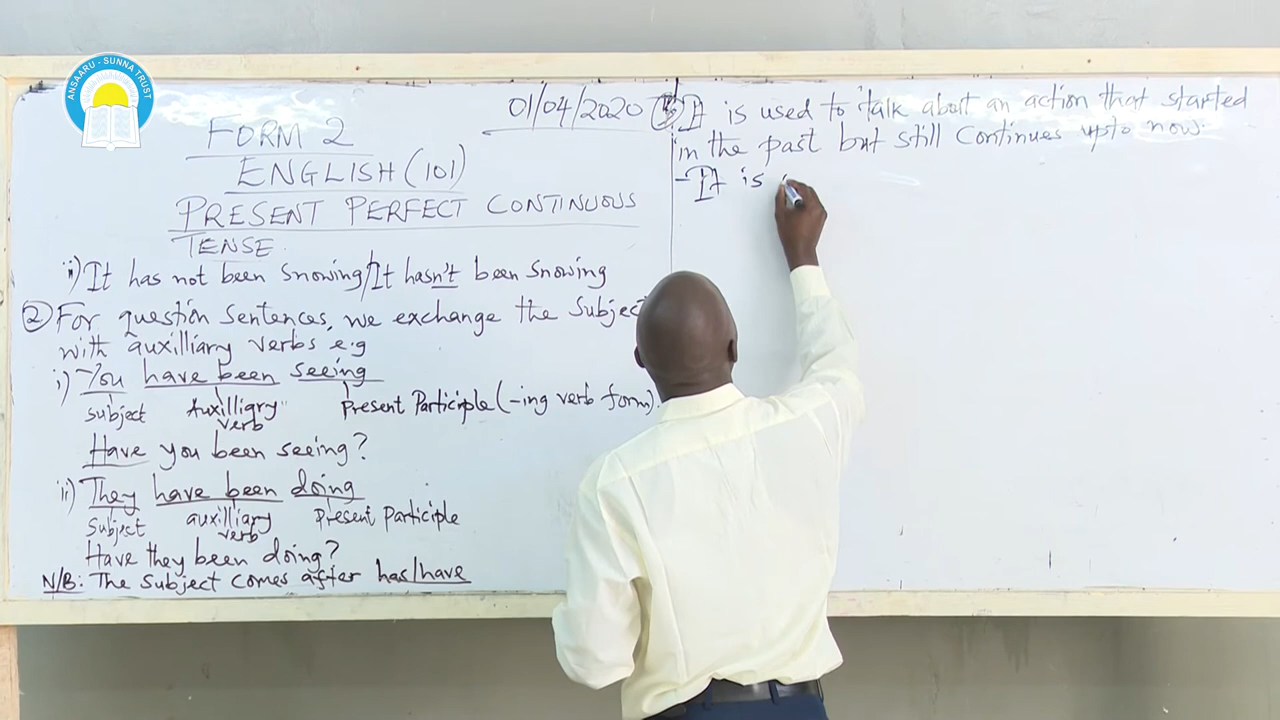 ANSAARU - SUNNA TRUST
01/04/2020
FORM 2
ENGLISH (101)
PRESENT PERFECT CONTINUOUS
TENSE
ii) It has not been snowing/It hasn't been snowing
② For question sentences, we exchange the Subject
with auxilliary verbs e.g
i) You have been seeing
subject Auxilliary verb Present Participle (-ing verb form).
Have you been seeing?
ii) They have been doing
Subject auxilliary verb present participle
Have they been doing?
N/B: The subject comes after has/have
It is used to talk about an action that started
in the past but still continues upto now.
- It is